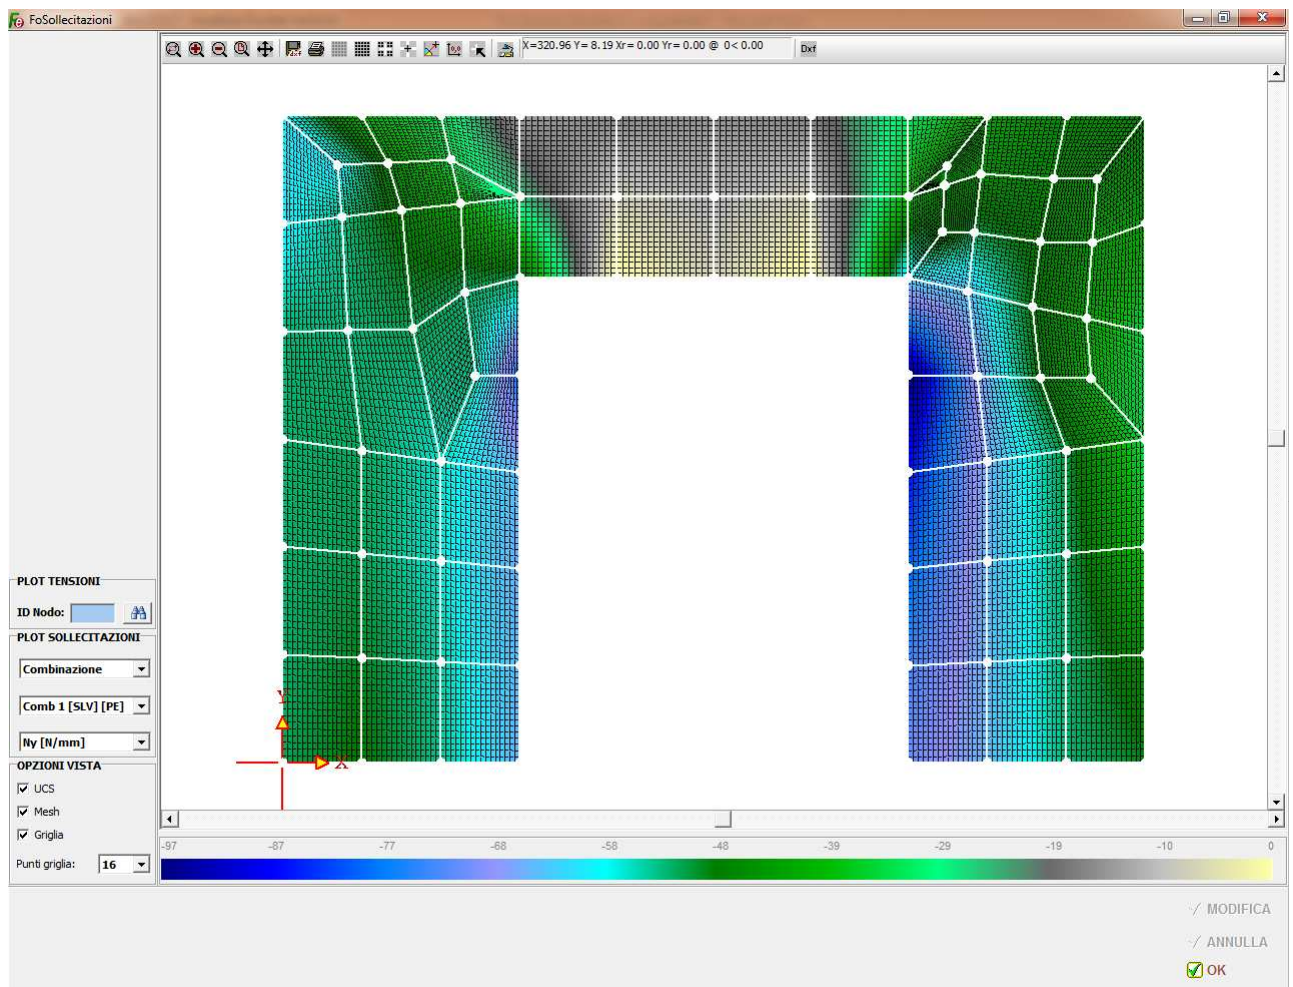 FoSollecitazioni
X=320.96 Y= 8.19 Xr= 0.00 Yr= 0.00 @ 0< 0.00
Dxf
PLOT TENSIONI
ID Nodo:
PLOT SOLLECITAZIONI
Combinazione
Comb 1 [SLV] [PE]
Ny [N/mm]
OPZIONI VISTA
UCS
Mesh
Griglia
Punti griglia: 16
Y
X
-97 -87 -77 -68 -58 -48 -39 -29 -19 -10 0
MODIFICA
ANNULLA
OK